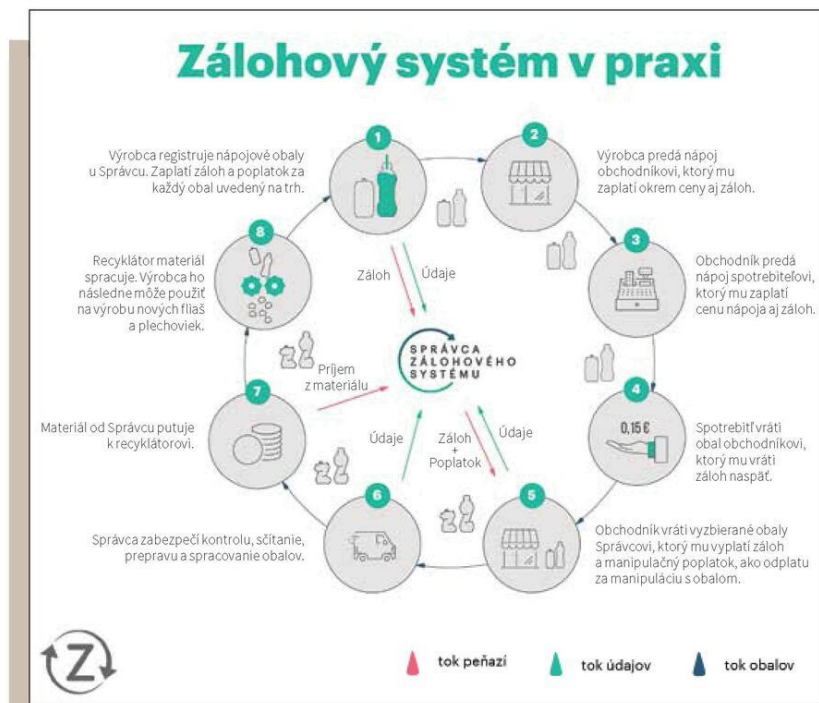 Zálohový systém v praxi
1
Výrobca registruje nápojové obaly
u Správcu. Zaplatí záloh a poplatok za
každý obal uvedený na trh.
2
Výrobca predá nápoj
obchodníkovi, ktorý mu
zaplatí okrem ceny aj záloh.
3
Obchodník predá
nápoj spotrebiteľovi,
ktorý mu zaplatí
cenu nápoja aj záloh.
4
0,15 €
Spotrebiteľ vráti
obal obchodníkovi,
ktorý mu vráti
záloh naspäť.
5
Obchodník vráti vyzbierané obaly
Správcovi, ktorý mu vyplatí záloh
a manipulačný poplatok, ako odplatu
za manipuláciu s obalom.
6
Správca zabezpečí kontrolu, sčítanie,
prepravu a spracovanie obalov.
7
Materiál od Správcu putuje
k recyklátorovi.
8
Recyklátor materiál
spracuje. Výrobca ho
následne môže použiť
na výrobu nových fliaš
a plechoviek.
Záloh
Údaje
SPRÁVCA
ZÁLOHOVÉHO
SYSTÉMU
Príjem
z materiálu
Údaje
Záloh
+
Poplatok
Údaje
Z
tok peňazí
tok údajov
tok obalov